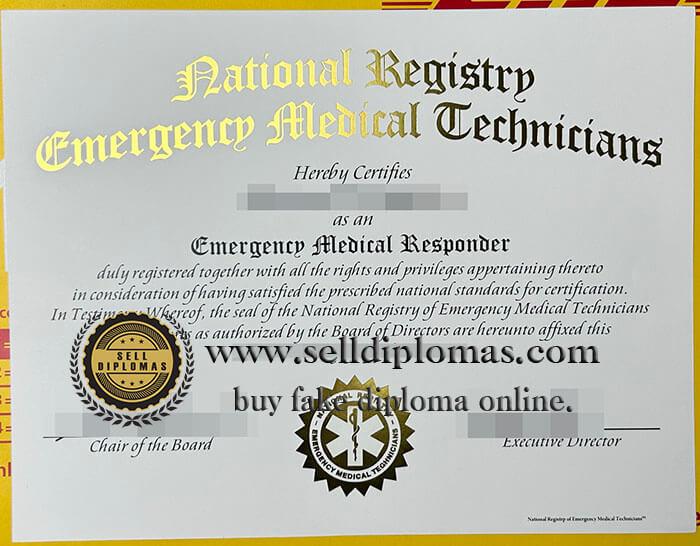 National Registry
Emergency Medical Technicians
Hereby Certifies
as an
Emergency Medical Responder
duly registered together with all the rights and privileges appertaining thereto
in consideration of having satisfied the prescribed national standards for certification.
In Testimony Whereof, the seal of the National Registry of Emergency Medical Technicians
as authorized by the Board of Directors are hereunto affixed this
SELL
DIPLOMAS
www.selldiplomas.com
buy fake diploma online.
NATIONAL REGISTRY
EMERGENCY MEDICAL TECHNICIANS
Chair of the Board
Executive Director
National Registry of Emergency Medical Technicians™